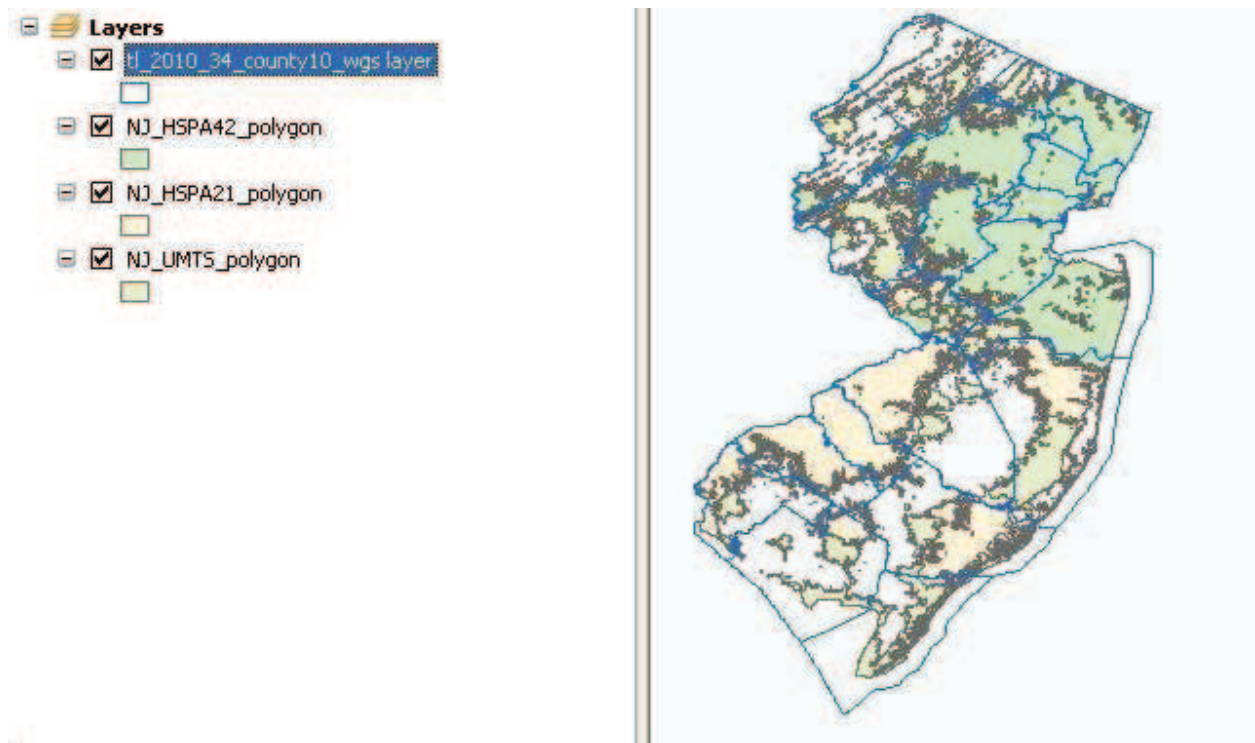 Layers
tl_2010_34_county10_wgs layer
NJ_HSPA42_polygon
NJ_HSPA21_polygon
NJ_UMTS_polygon